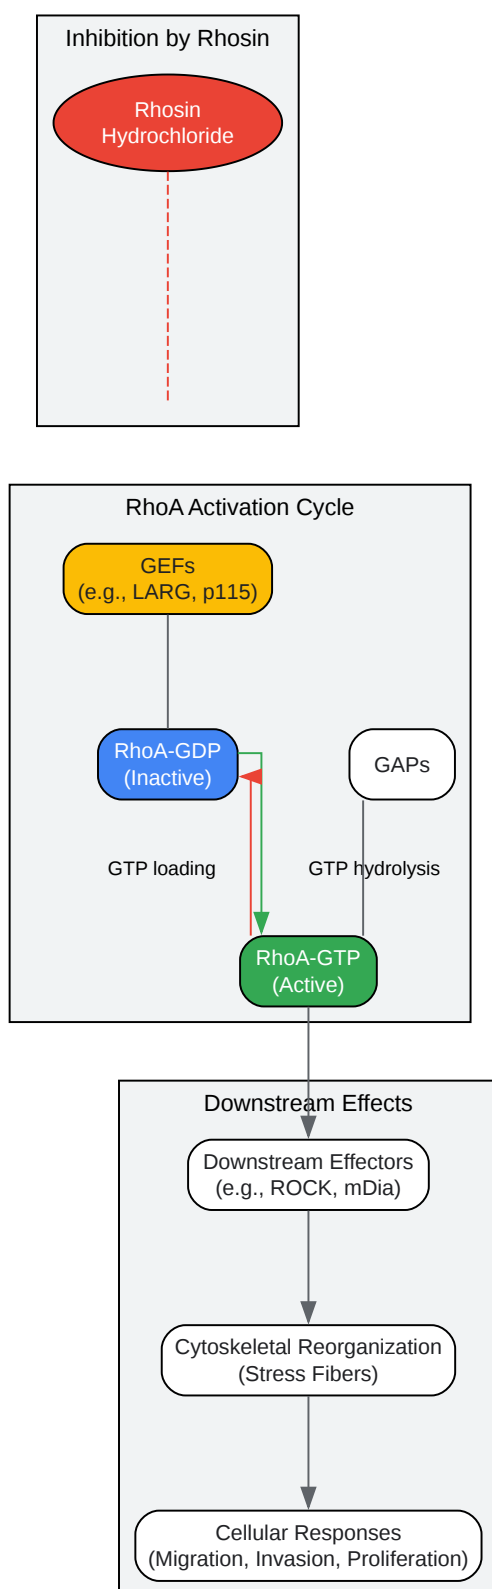 Inhibition by Rhosin
Rhosin
Hydrochloride
RhoA Activation Cycle
GEFs
(e.g., LARG, p115)
RhoA-GDP
(Inactive)
GAPs
GTP loading
GTP hydrolysis
RhoA-GTP
(Active)
Downstream Effects
Downstream Effectors
(e.g., ROCK, mDia)
Cytoskeletal Reorganization
(Stress Fibers)
Cellular Responses
(Migration, Invasion, Proliferation)